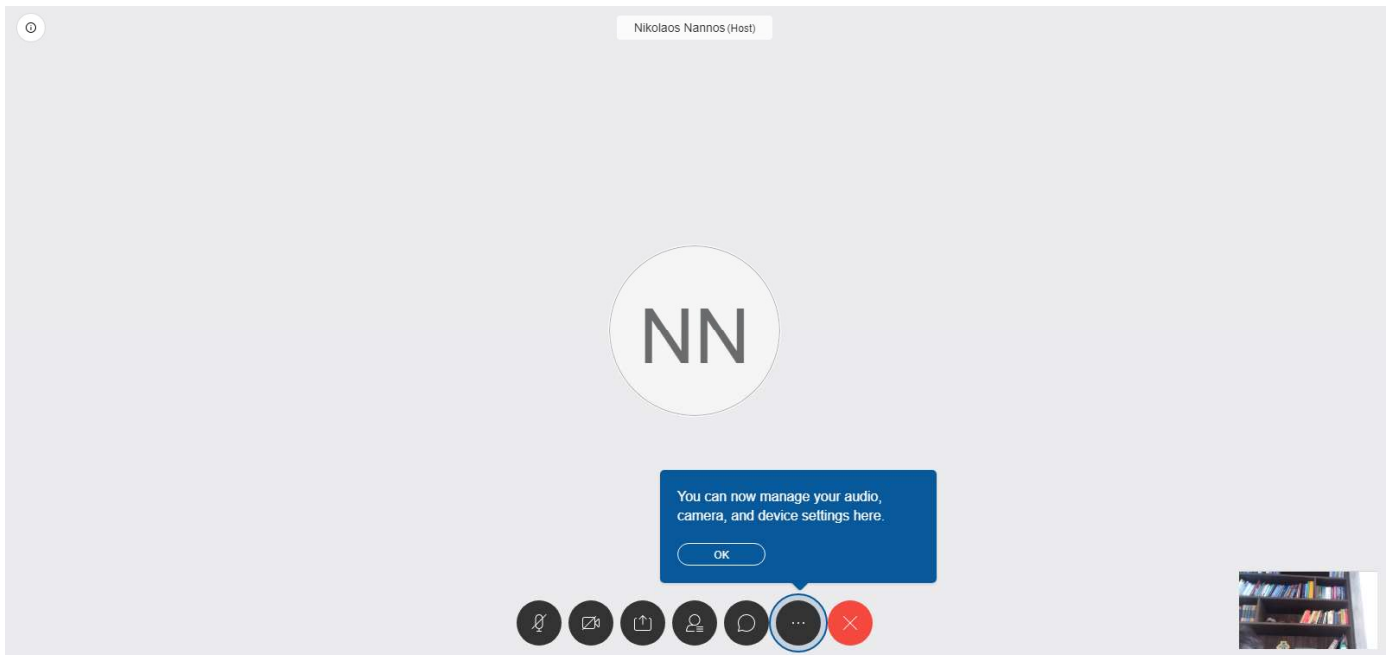 Nikolaos Nannos (Host)
NN
You can now manage your audio,
camera, and device settings here.
OK